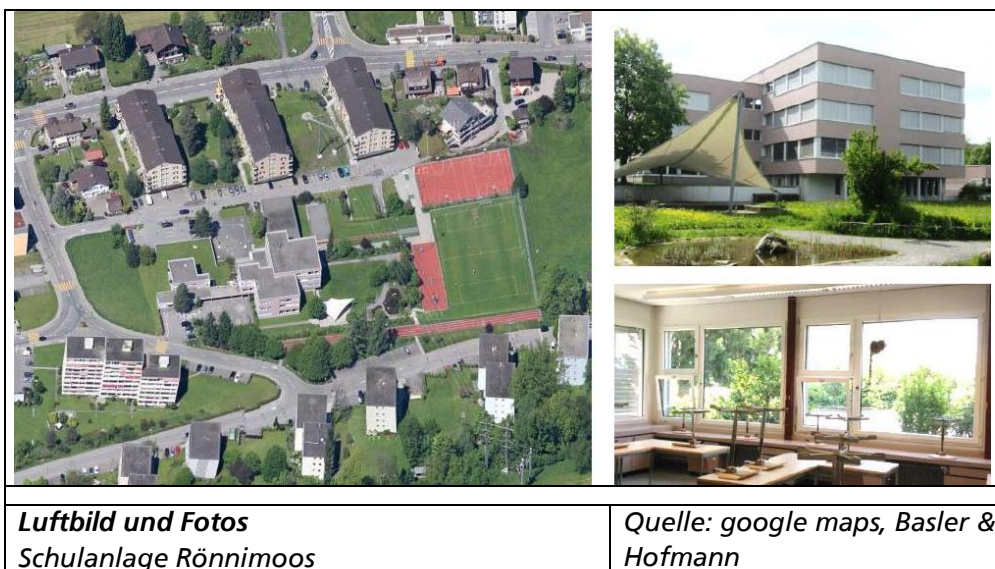 Luftbild und Fotos
Schulanlage Rönnimoos
Quelle: google maps, Basler &
Hofmann